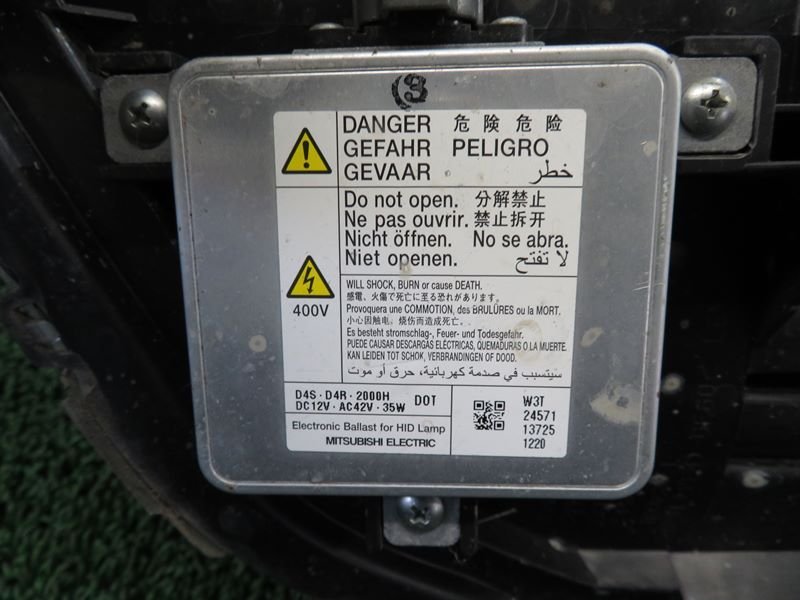 3
DANGER 危 険 危 险
GEFAHR PELIGRO
GEVAAR خطر
Do not open. 分解禁止
Ne pas ouvrir. 禁止拆开
Nicht öffnen. No se abra.
Niet openen. لا تفتح
400V
WILL SHOCK, BURN or cause DEATH.
感電、火傷で死亡に至る恐れがあります。
Provoquera une COMMOTION, des BRULÛRES ou la MORT.
小心因触电、烧伤而造成死亡。
Es besteht stromschlag-, Feuer- und Todesgefahr.
PUEDE CAUSAR DESCARGAS ELÉCTRICAS, QUEMADURAS O LA MUERTE.
KAN LEIDEN TOT SCHOK, VERBRANDINGEN OF DOOD.
سيتسبب في صدمة كهربائية، حرق أو موت
D4S · D4R · 2000H
DC12V · AC42V · 35W DOT
Electronic Ballast for HID Lamp
MITSUBISHI ELECTRIC
W3T
24571
13725
1220